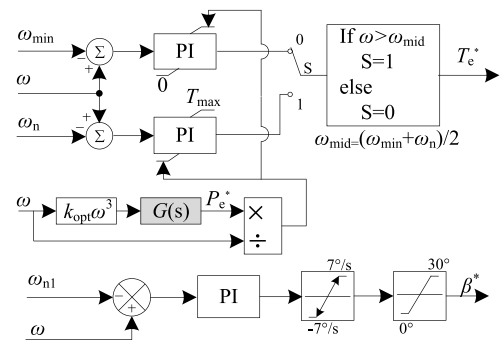 ω_min
−
Σ
+
PI
0
0
S
1
If ω>ω_mid
S=1
else
S=0
T_e^*
ω
ω_n
+
−
Σ
T_max
PI
ω_mid=(ω_min+ω_n)/2
ω
k_opt ω^3
G(s)
P_e^*
×
÷
ω_n1
−
+
ω
PI
7°/s
-7°/s
30°
0°
β^*